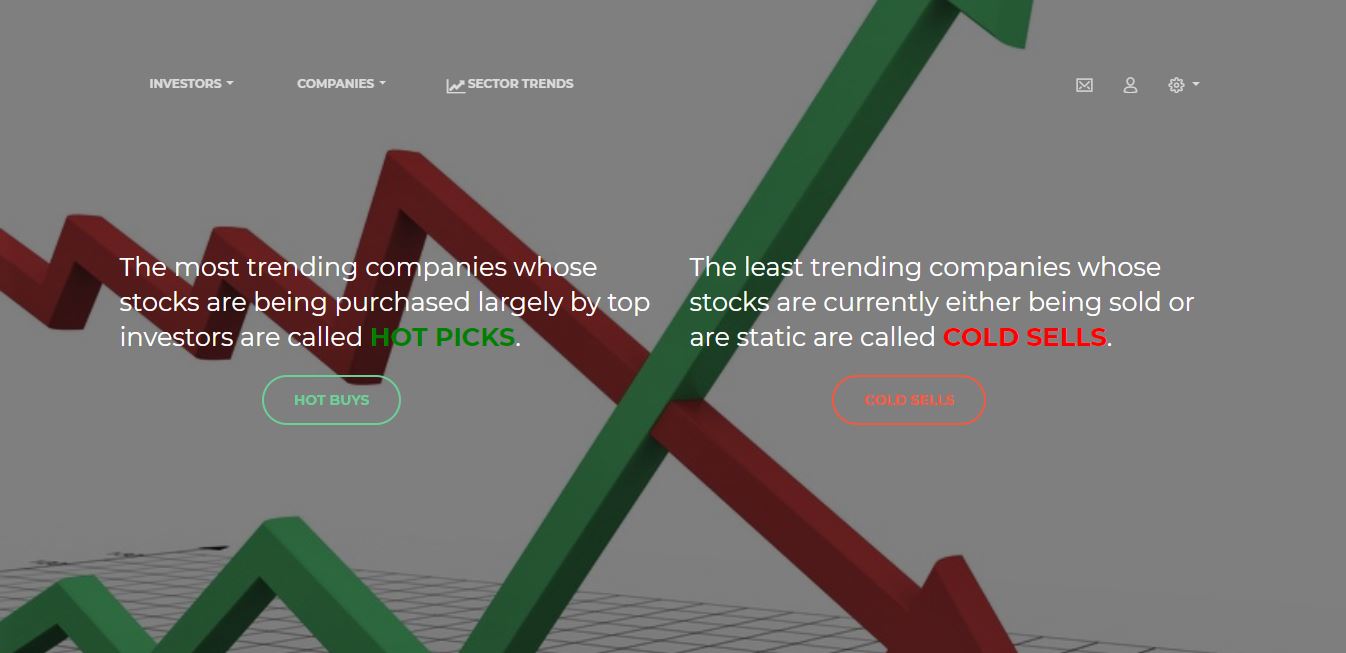 INVESTORS COMPANIES SECTOR TRENDS
The most trending companies whose
stocks are being purchased largely by top
investors are called HOT PICKS.
HOT BUYS
The least trending companies whose
stocks are currently either being sold or
are static are called COLD SELLS.
COLD SELLS